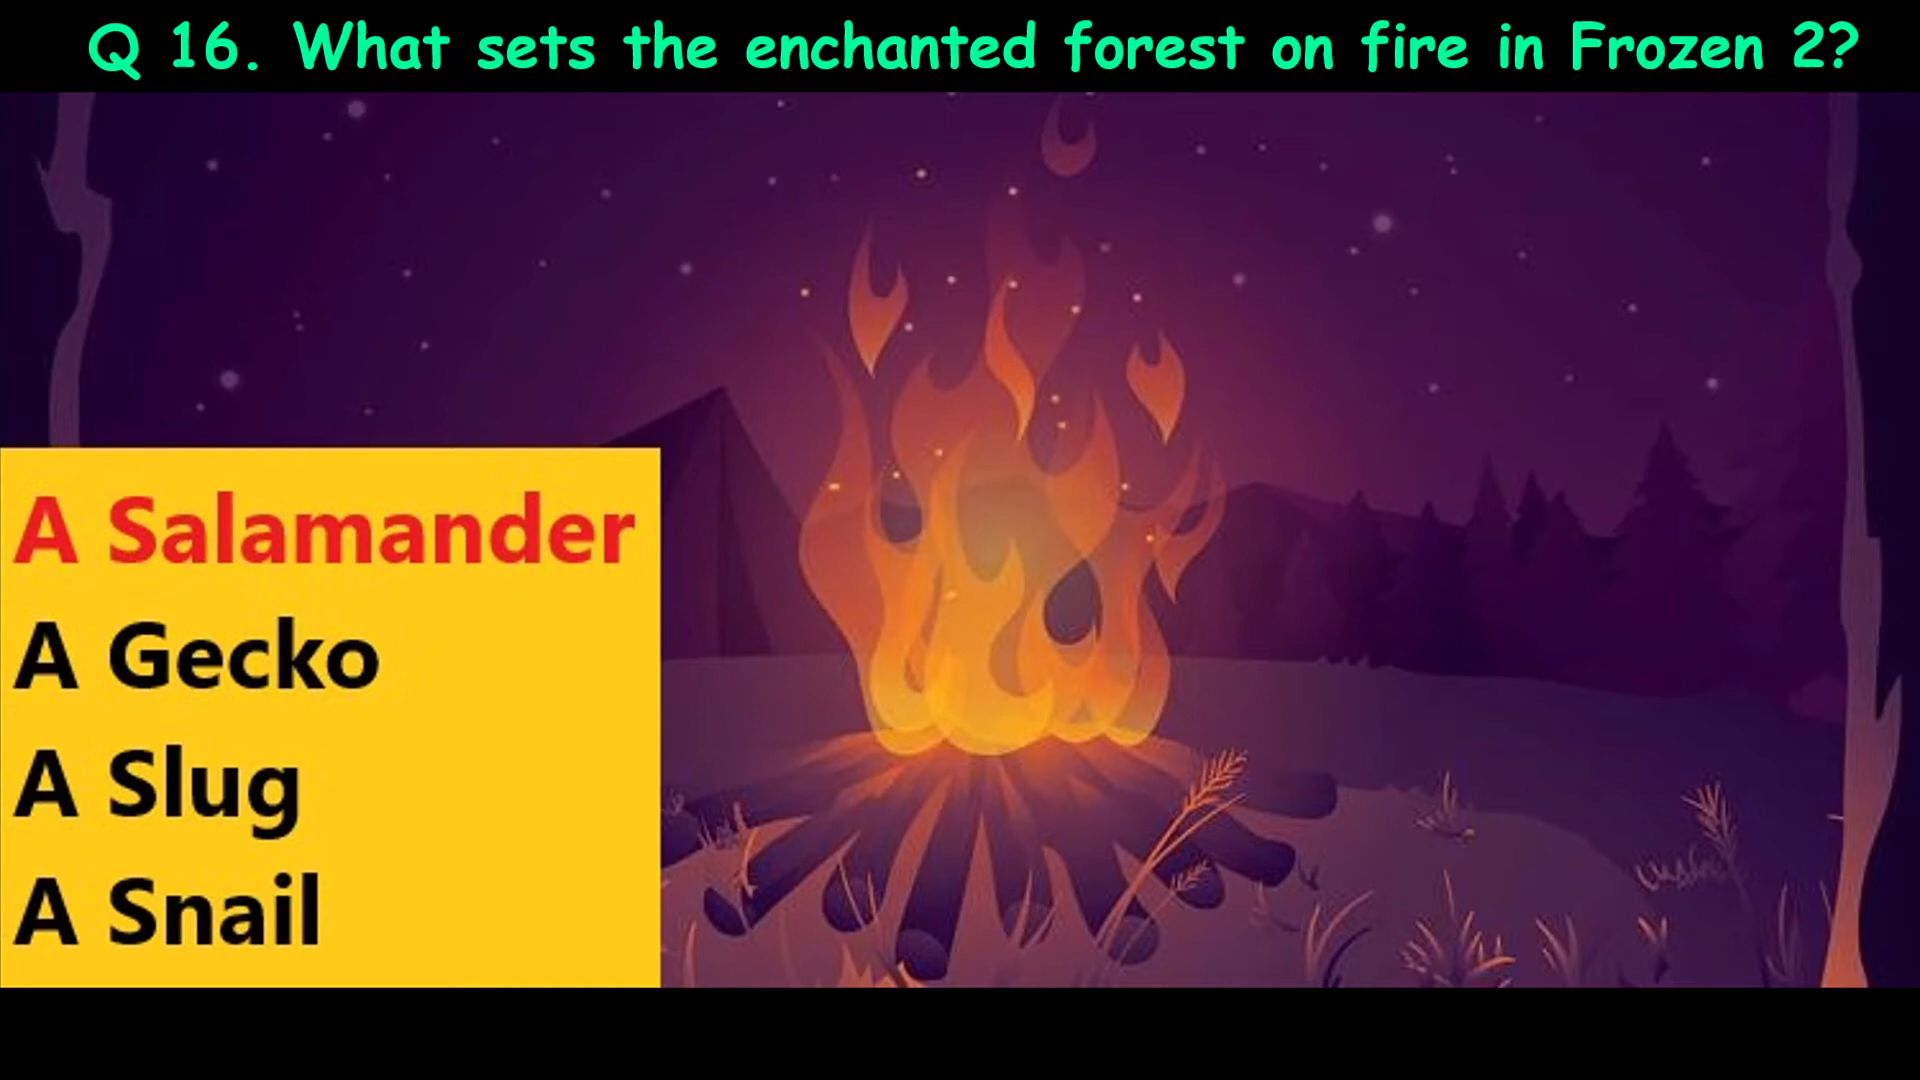 Q 16. What sets the enchanted forest on fire in Frozen 2?
A Salamander
A Gecko
A Slug
A Snail